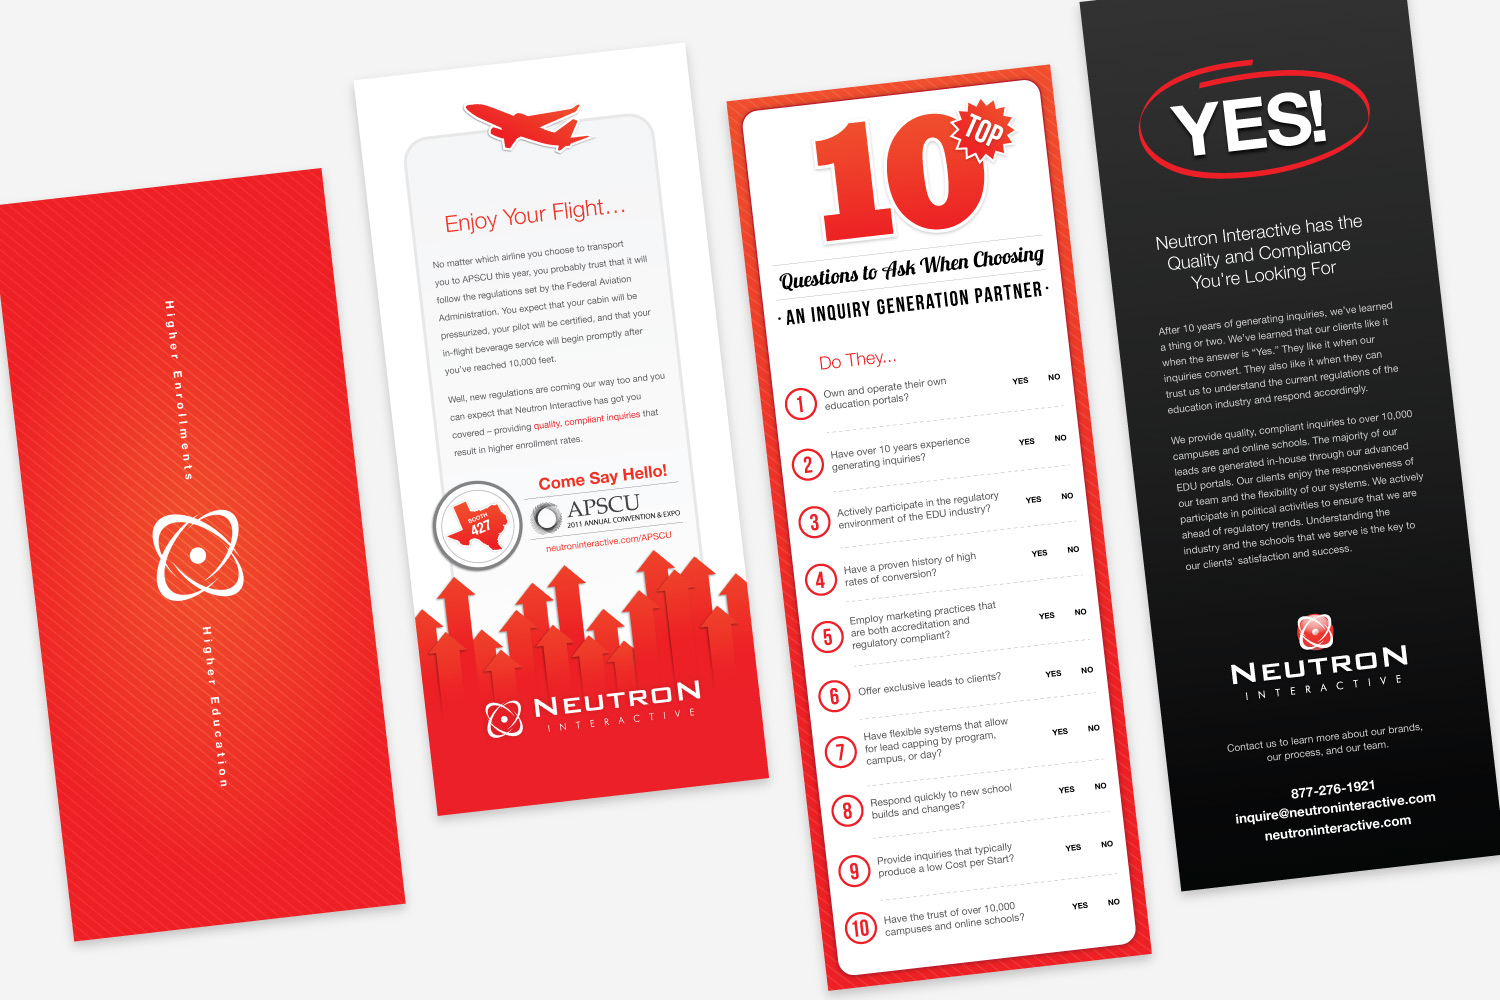 Higher Enrollments
Higher Education
Enjoy Your Flight...
No matter which airline you choose to transport
you to APSCU this year, you probably trust that it will
follow the regulations set by the Federal Aviation
Administration. You expect that your cabin will be
pressurized, your pilot will be certified, and that your
in-flight beverage service will begin promptly after
you've reached 10,000 feet.
Well, new regulations are coming our way too and you
can expect that Neutron Interactive has got you
covered – providing quality, compliant inquiries that
result in higher enrollment rates.
Come Say Hello!
BOOTH
427
APSCU
2011 ANNUAL CONVENTION & EXPO
neutroninteractive.com/APSCU
NEUTRON
INTERACTIVE
TOP
10
Questions to Ask When Choosing
· AN INQUIRY GENERATION PARTNER ·
Do They...
1 Own and operate their own YES NO
education portals?
2 Have over 10 years experience YES NO
generating inquiries?
3 Actively participate in the regulatory YES NO
environment of the EDU industry?
4 Have a proven history of high YES NO
rates of conversion?
5 Employ marketing practices that YES NO
are both accreditation and
regulatory compliant?
6 Offer exclusive leads to clients? YES NO
7 Have flexible systems that allow YES NO
for lead capping by program,
campus, or day?
8 Respond quickly to new school YES NO
builds and changes?
9 Provide inquiries that typically YES NO
produce a low Cost per Start?
10 Have the trust of over 10,000 YES NO
campuses and online schools?
YES!
Neutron Interactive has the
Quality and Compliance
You're Looking For
After 10 years of generating inquiries, we've learned
a thing or two. We've learned that our clients like it
when the answer is "Yes." They like it when our
inquiries convert. They also like it when they can
trust us to understand the current regulations of the
education industry and respond accordingly.
We provide quality, compliant inquiries to over 10,000
campuses and online schools. The majority of our
leads are generated in-house through our advanced
EDU portals. Our clients enjoy the responsiveness of
our team and the flexibility of our systems. We actively
participate in political activities to ensure that we are
ahead of regulatory trends. Understanding the
industry and the schools that we serve is the key to
our clients' satisfaction and success.
NEUTRON
INTERACTIVE
Contact us to learn more about our brands,
our process, and our team.
877-276-1921
inquire@neutroninteractive.com
neutroninteractive.com